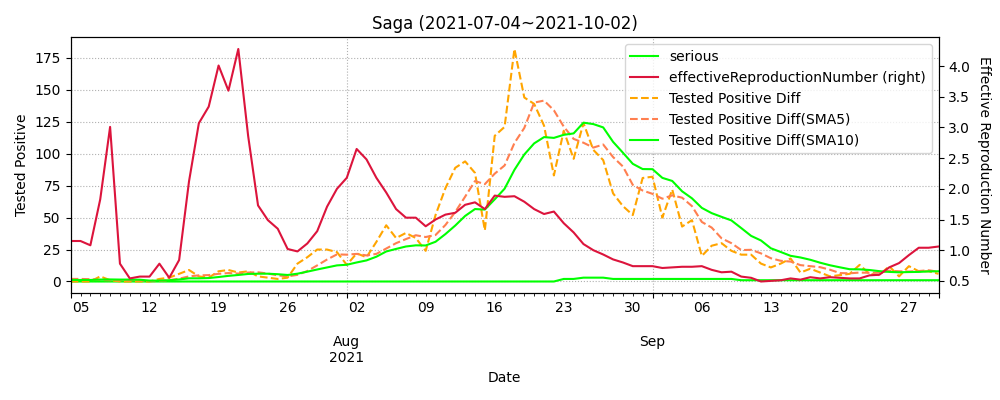 Saga (2021-07-04~2021-10-02)
serious
effectiveReproductionNumber (right)
Tested Positive Diff
Tested Positive Diff(SMA5)
Tested Positive Diff(SMA10)
Tested Positive
175
150
125
100
75
50
25
0
4.0
3.5
3.0
2.5
2.0
1.5
1.0
0.5
Effective Reproduction Number
05 12 19 26 02 09 16 23 30 06 13 20 27
Aug Sep
2021
Date